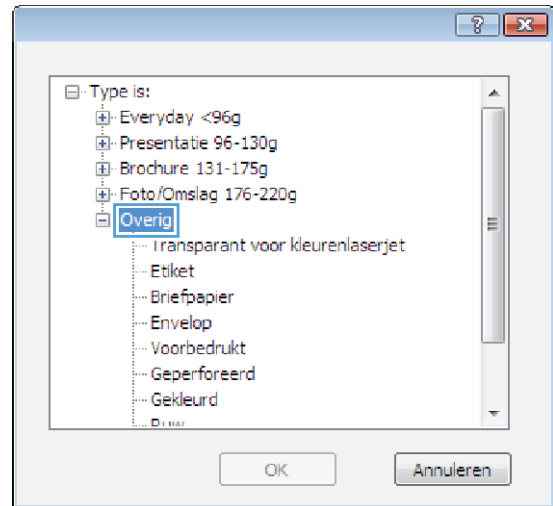 Type is:
Everyday <96g
Presentatie 96-130g
Brochure 131-175g
Foto/Omslag 176-220g
Overig
Transparant voor kleurenlaserjet
Etiket
Briefpapier
Envelop
Voorbedrukt
Geperforeerd
Gekleurd
Ruw
OK
Annuleren